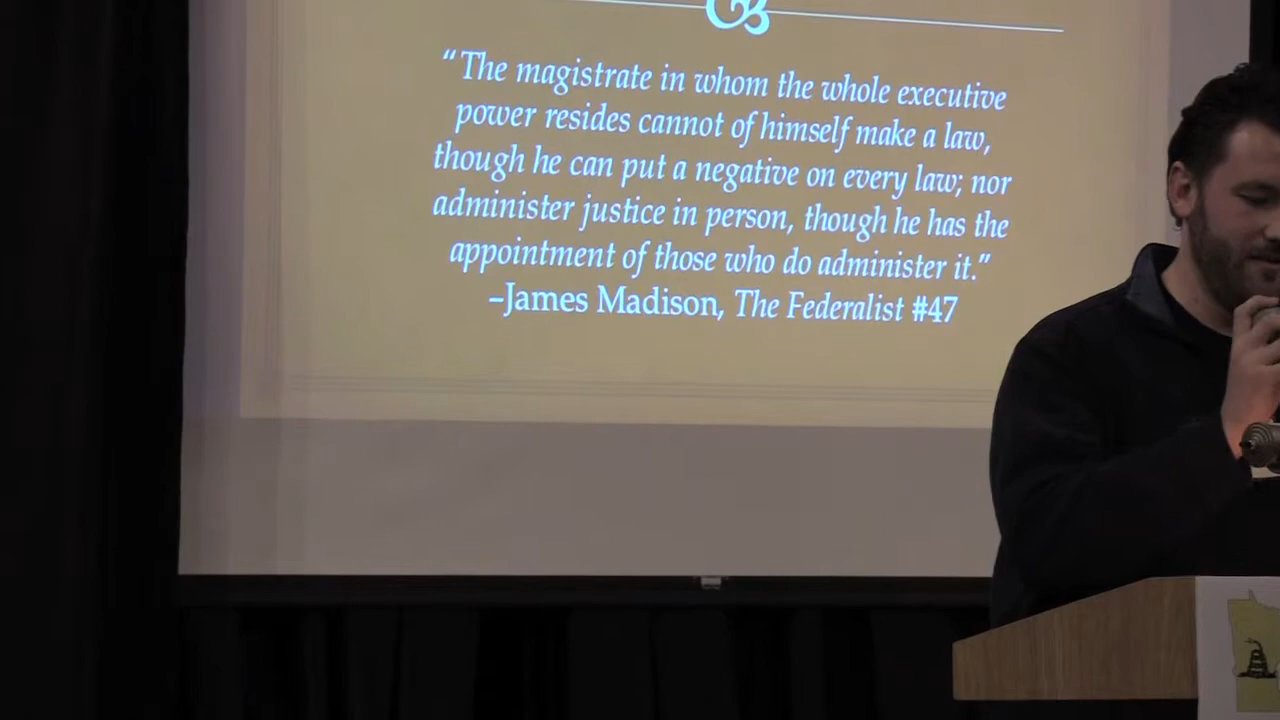 “The magistrate in whom the whole executive
power resides cannot of himself make a law,
though he can put a negative on every law; nor
administer justice in person, though he has the
appointment of those who do administer it.”
–James Madison, The Federalist #47